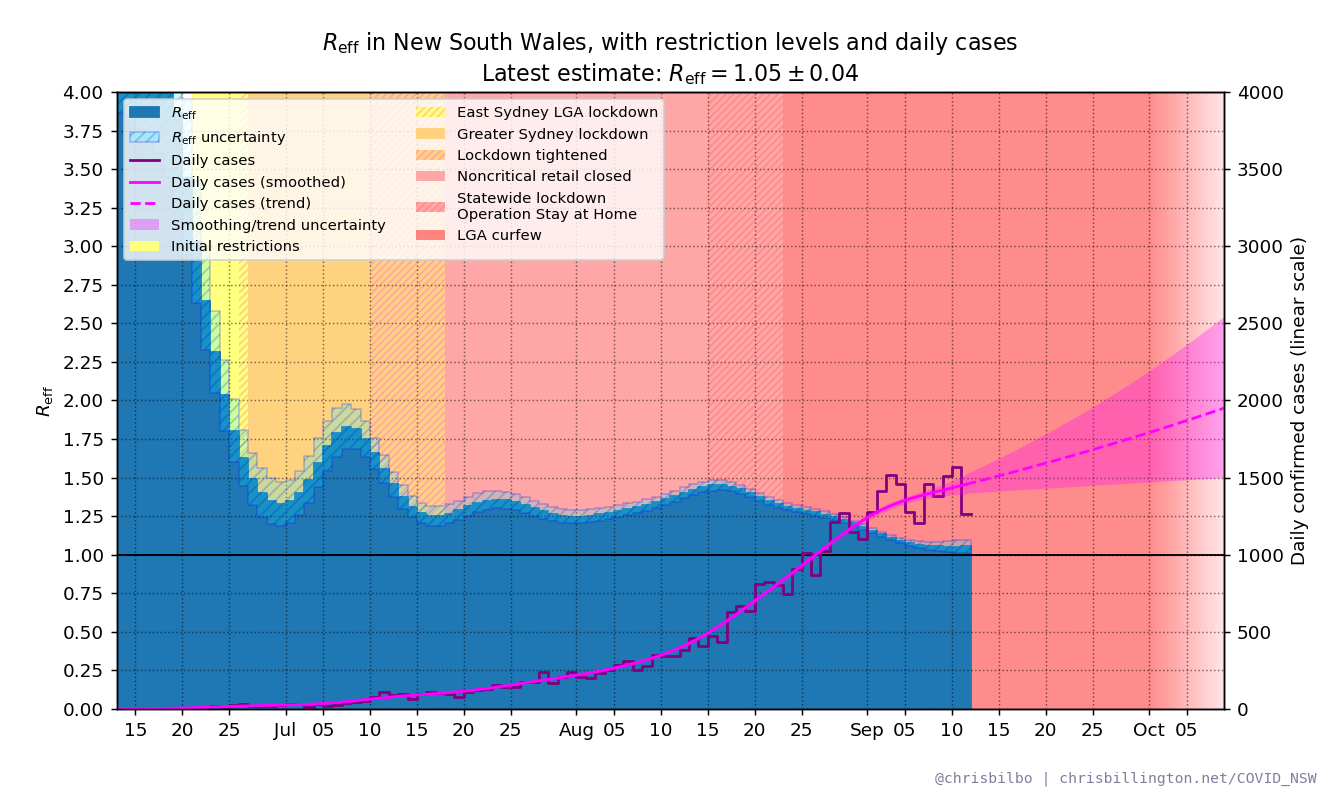 Reff in New South Wales, with restriction levels and daily cases
Latest estimate: Reff = 1.05 ± 0.04
Reff
Reff uncertainty
Daily cases
Daily cases (smoothed)
Daily cases (trend)
Smoothing/trend uncertainty
Initial restrictions
East Sydney LGA lockdown
Greater Sydney lockdown
Lockdown tightened
Noncritical retail closed
Statewide lockdown
Operation Stay at Home
LGA curfew
Reff
4.00
3.75
3.50
3.25
3.00
2.75
2.50
2.25
2.00
1.75
1.50
1.25
1.00
0.75
0.50
0.25
0.00
4000
3500
3000
2500
2000
1500
1000
500
0
Daily confirmed cases (linear scale)
15 20 25 Jul 05 10 15 20 25 Aug 05 10 15 20 25 Sep 05 10 15 20 25 Oct 05
@chrisbilbo | chrisbillington.net/COVID_NSW